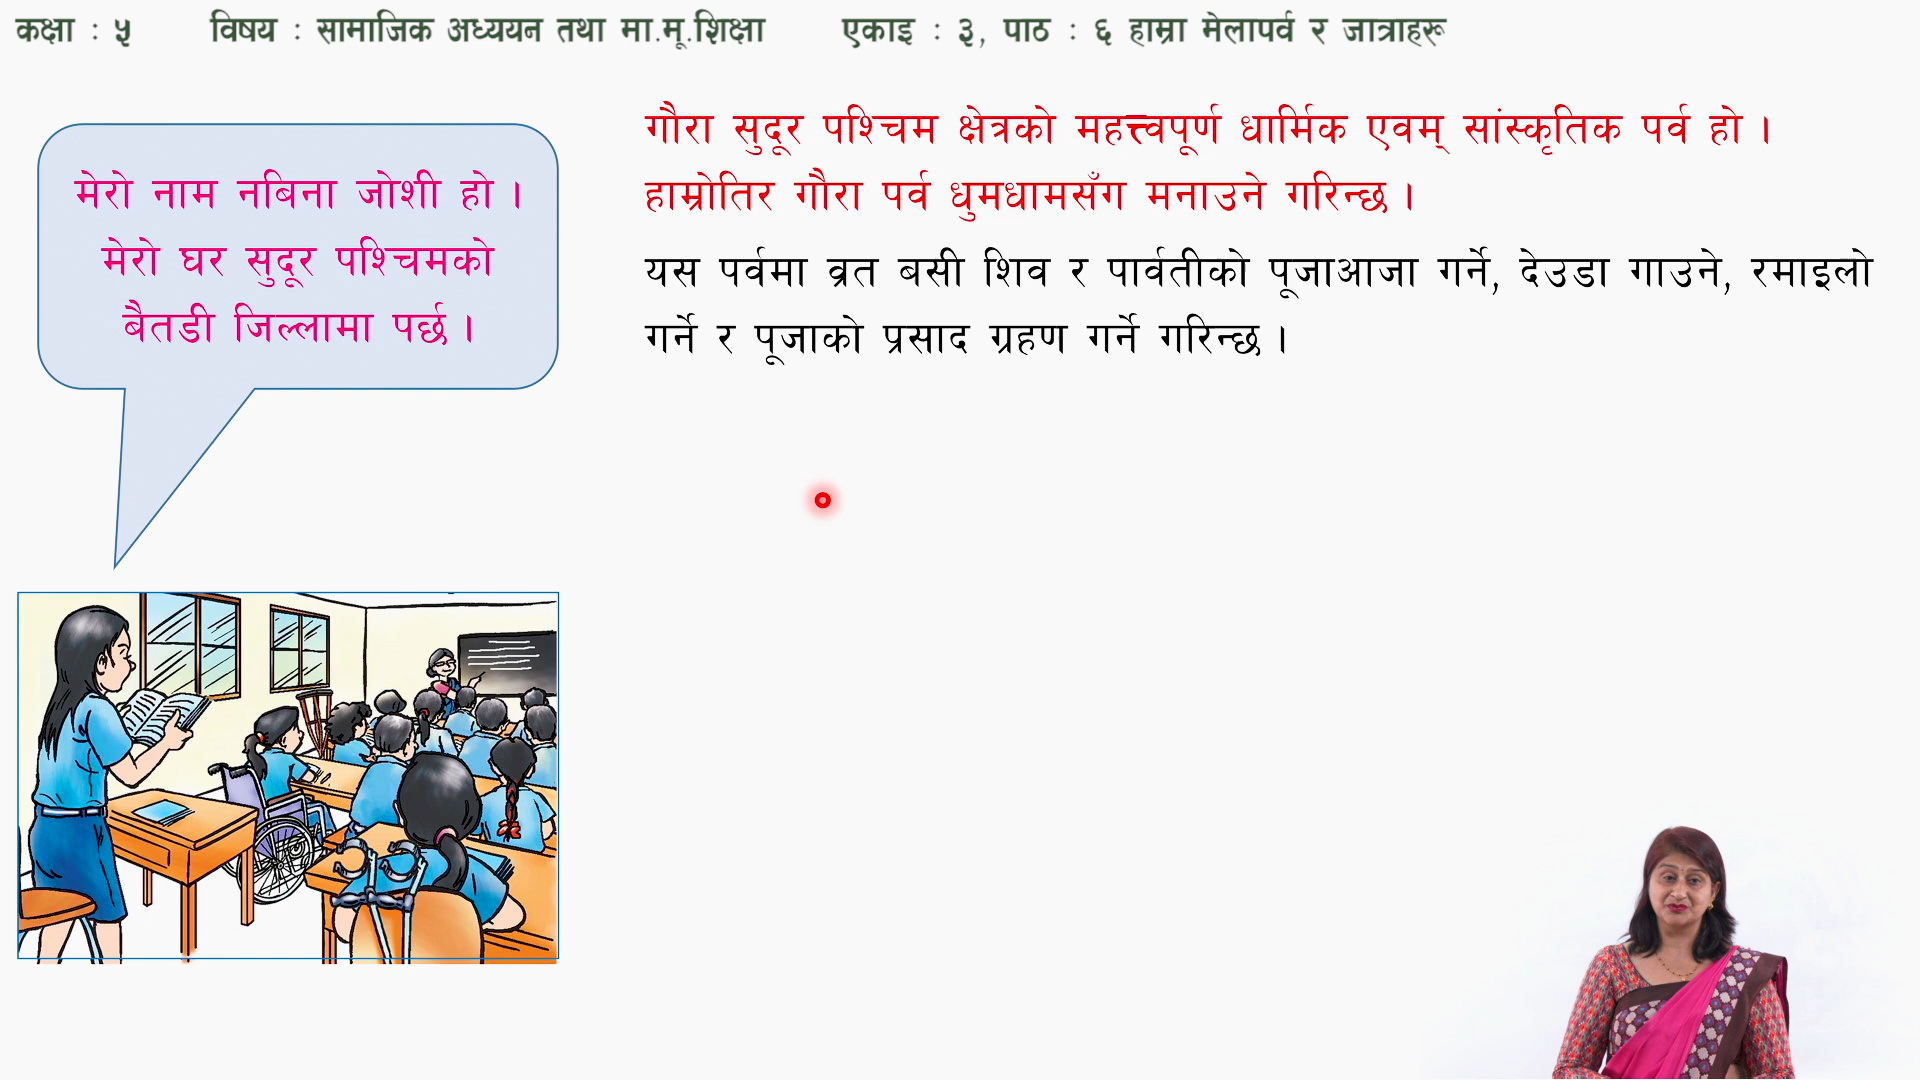 कक्षा : ५ विषय : सामाजिक अध्ययन तथा मा.मू.शिक्षा एकाइ : ३, पाठ : ६ हाम्रा मेलापर्व र जात्राहरू
मेरो नाम नबिना जोशी हो ।
मेरो घर सुदूर पश्चिमको
बैतडी जिल्लामा पर्छ ।
गौरा सुदूर पश्चिम क्षेत्रको महत्त्वपूर्ण धार्मिक एवम् सांस्कृतिक पर्व हो ।
हाम्रोतिर गौरा पर्व धुमधामसँग मनाउने गरिन्छ ।
यस पर्वमा व्रत बसी शिव र पार्वतीको पूजाआजा गर्ने, देउडा गाउने, रमाइलो
गर्ने र पूजाको प्रसाद ग्रहण गर्ने गरिन्छ ।